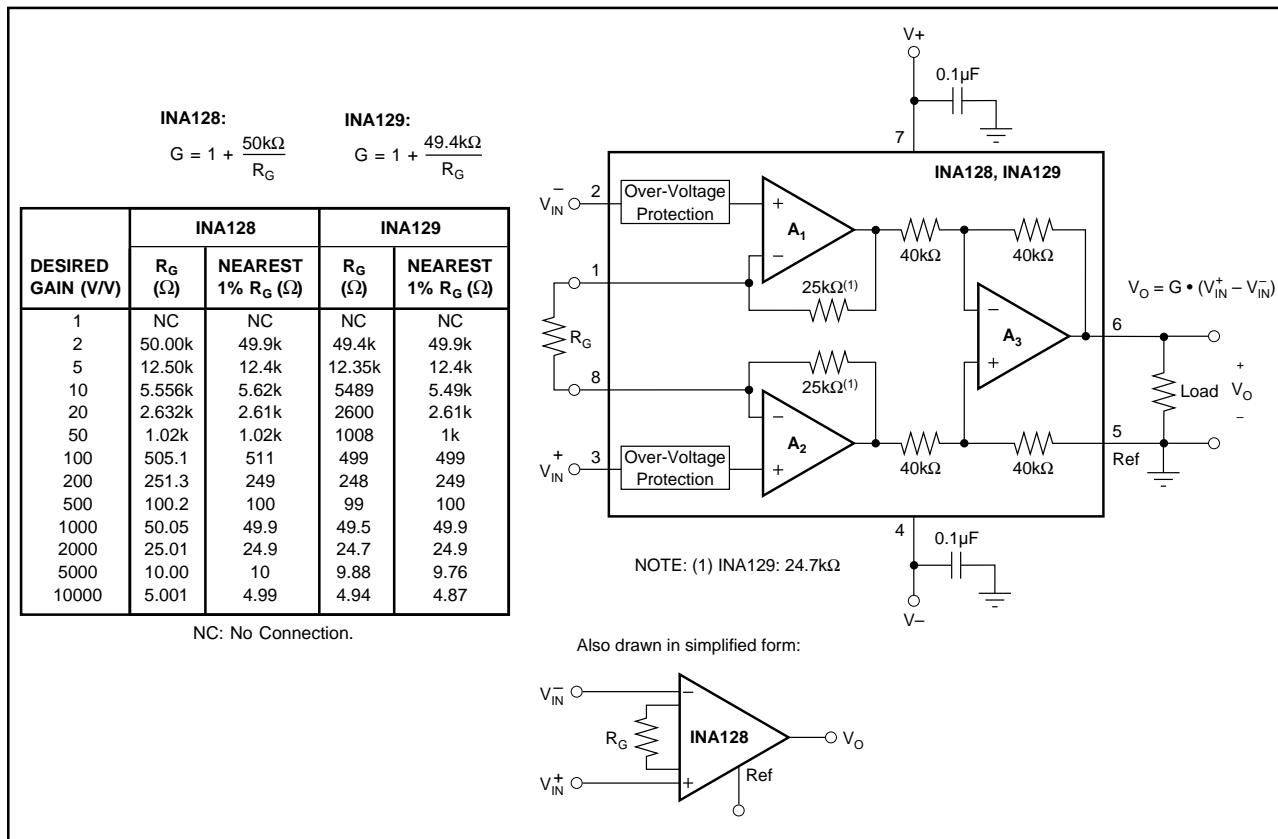 INA128:
G = 1 + 50kΩ / R_G
INA129:
G = 1 + 49.4kΩ / R_G
INA128 INA129
DESIRED GAIN (V/V) R_G (Ω) NEAREST 1% R_G (Ω) R_G (Ω) NEAREST 1% R_G (Ω)
1 NC NC NC NC
2 50.00k 49.9k 49.4k 49.9k
5 12.50k 12.4k 12.35k 12.4k
10 5.556k 5.62k 5489 5.49k
20 2.632k 2.61k 2600 2.61k
50 1.02k 1.02k 1008 1k
100 505.1 511 499 499
200 251.3 249 248 249
500 100.2 100 99 100
1000 50.05 49.9 49.5 49.9
2000 25.01 24.9 24.7 24.9
5000 10.00 10 9.88 9.76
10000 5.001 4.99 4.94 4.87
NC: No Connection.
V+
0.1µF
7
INA128, INA129
V_IN^– 2 Over-Voltage Protection + A_1 –
40kΩ 40kΩ
1
25kΩ(1)
R_G
V_O = G • (V_IN^+ – V_IN^–)
– A_3 + 6
8
25kΩ(1)
Load + V_O –
– A_2 +
V_IN^+ 3 Over-Voltage Protection
40kΩ 40kΩ
5
Ref
4
0.1µF
NOTE: (1) INA129: 24.7kΩ
V–
Also drawn in simplified form:
V_IN^– –
R_G INA128 V_O
V_IN^+ + Ref